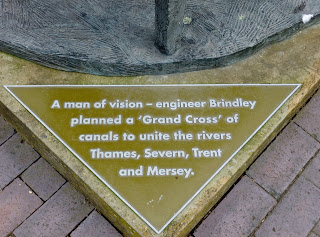 A man of vision – engineer Brindley
planned a ‘Grand Cross’ of
canals to unite the rivers
Thames, Severn, Trent
and Mersey.